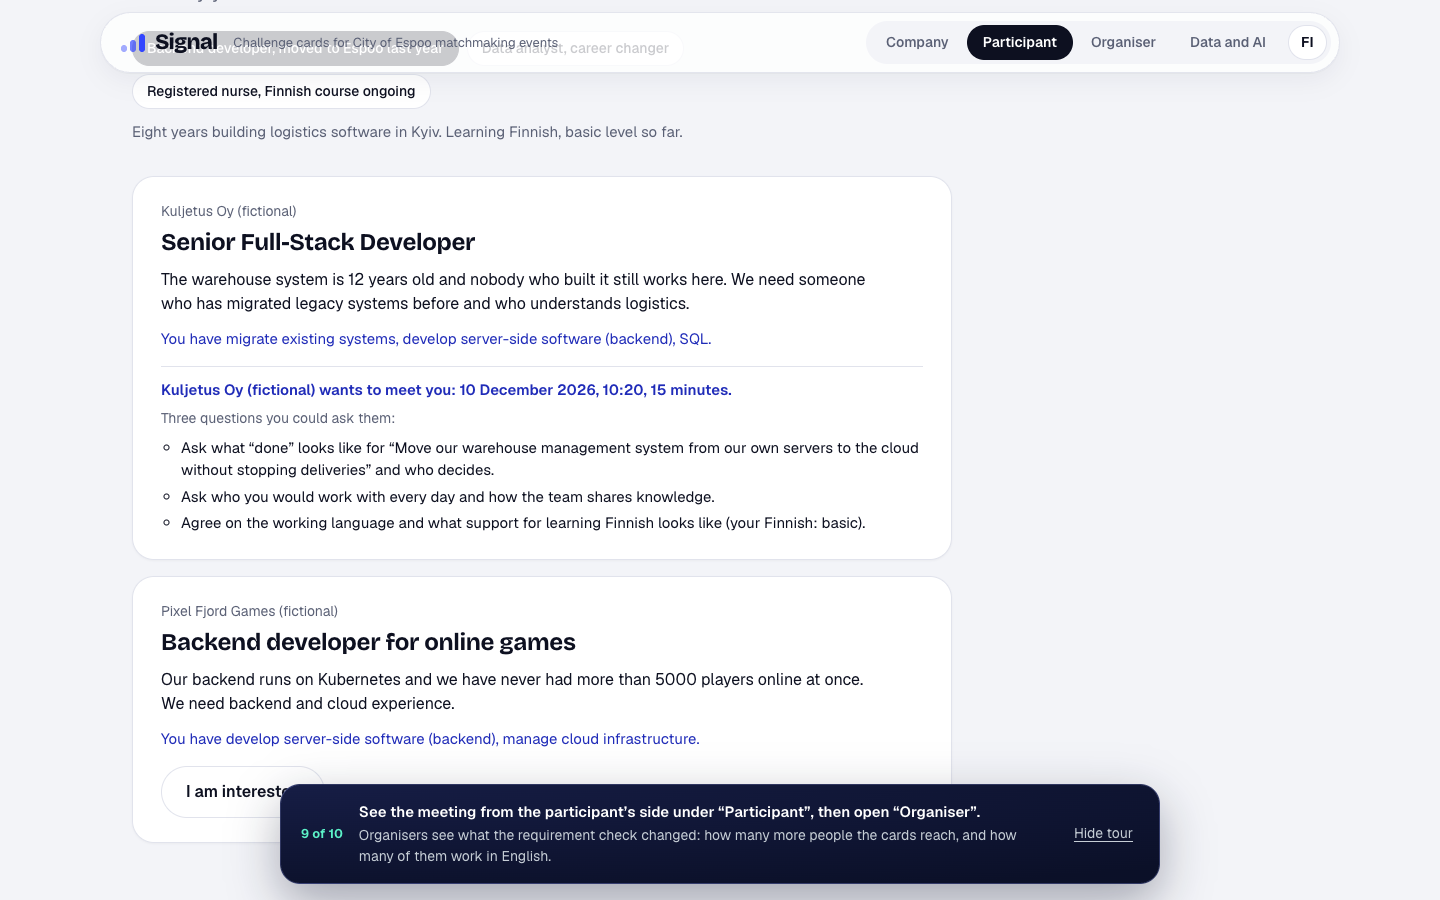 Signal
Challenge cards for City of Espoo matchmaking events
Company
Participant
Organiser
Data and AI
FI
Backend developer, moved to Espoo last year
Data analyst, career changer
Registered nurse, Finnish course ongoing
Eight years building logistics software in Kyiv. Learning Finnish, basic level so far.
Kuljetus Oy (fictional)
Senior Full-Stack Developer
The warehouse system is 12 years old and nobody who built it still works here. We need someone
who has migrated legacy systems before and who understands logistics.
You have migrate existing systems, develop server-side software (backend), SQL.
Kuljetus Oy (fictional) wants to meet you: 10 December 2026, 10:20, 15 minutes.
Three questions you could ask them:
Ask what “done” looks like for “Move our warehouse management system from our own servers to the cloud
without stopping deliveries” and who decides.
Ask who you would work with every day and how the team shares knowledge.
Agree on the working language and what support for learning Finnish looks like (your Finnish: basic).
Pixel Fjord Games (fictional)
Backend developer for online games
Our backend runs on Kubernetes and we have never had more than 5000 players online at once.
We need backend and cloud experience.
You have develop server-side software (backend), manage cloud infrastructure.
I am intereste
9 of 10
See the meeting from the participant’s side under “Participant”, then open “Organiser”.
Organisers see what the requirement check changed: how many more people the cards reach, and how
many of them work in English.
Hide tour